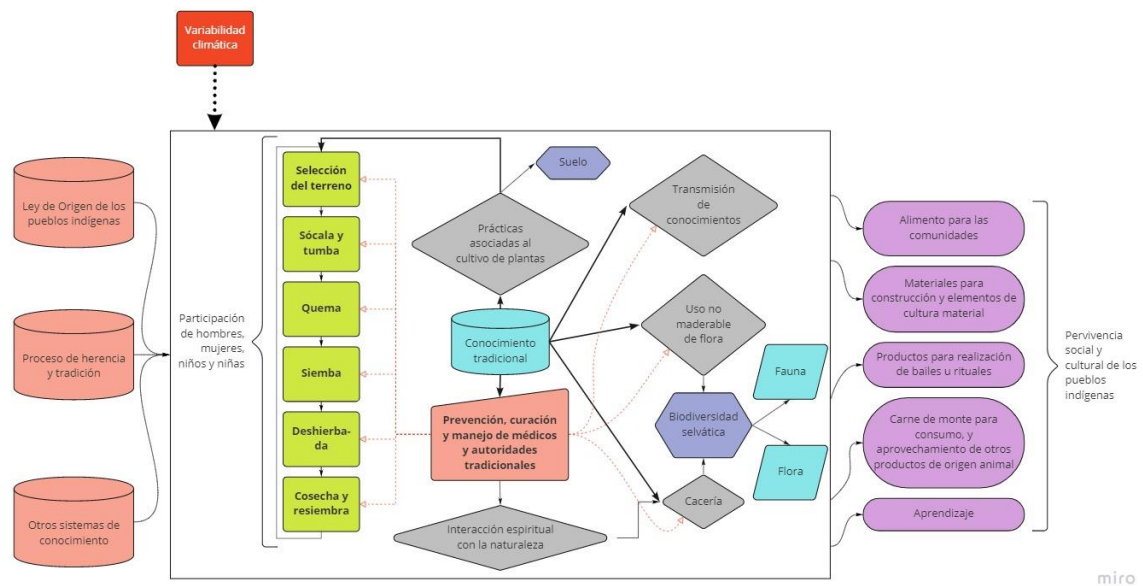 Variabilidad
climática
Ley de Origen de los
pueblos indígenas
Proceso de herencia
y tradición
Otros sistemas de
conocimiento
Participación
de hombres,
mujeres,
niños y niñas
Selección
del terreno
Sócala y
tumba
Quema
Siemba
Deshierba-
da
Cosecha y
resiembra
Suelo
Prácticas
asociadas al
cultivo de plantas
Conocimiento
tradicional
Prevención, curación
y manejo de médicos
y autoridades
tradicionales
Interacción espiritual
con la naturaleza
Transmisión
de
conocimientos
Uso no
maderable
de flora
Biodiversidad
selvática
Cacería
Fauna
Flora
Alimento para las
comunidades
Materiales para
construcción y elementos de
cultura material
Productos para realización
de bailes u rituales
Carne de monte para
consumo, y
aprovechamiento de otros
productos de origen animal
Aprendizaje
Pervivencia
social y
cultural de los
pueblos
indígenas
miro